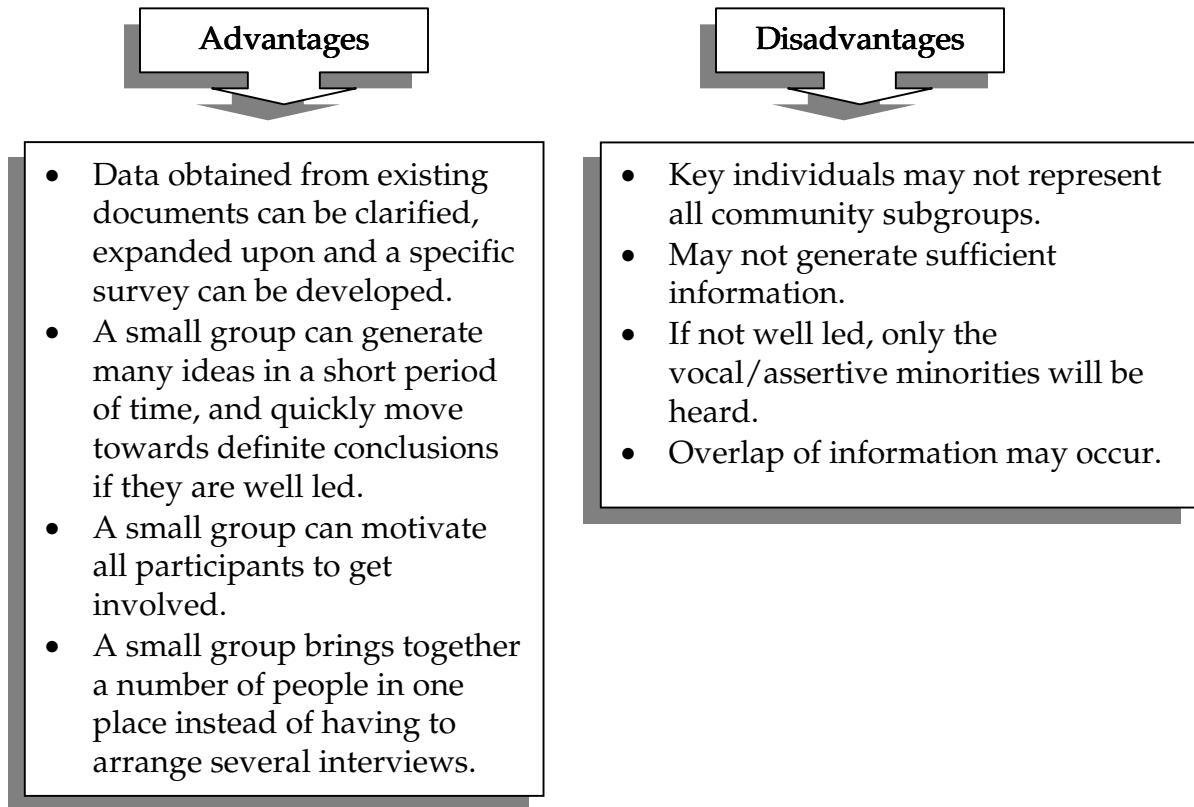 Advantages
• Data obtained from existing
documents can be clarified,
expanded upon and a specific
survey can be developed.
• A small group can generate
many ideas in a short period
of time, and quickly move
towards definite conclusions
if they are well led.
• A small group can motivate
all participants to get
involved.
• A small group brings together
a number of people in one
place instead of having to
arrange several interviews.
Disadvantages
• Key individuals may not represent
all community subgroups.
• May not generate sufficient
information.
• If not well led, only the
vocal/assertive minorities will be
heard.
• Overlap of information may occur.